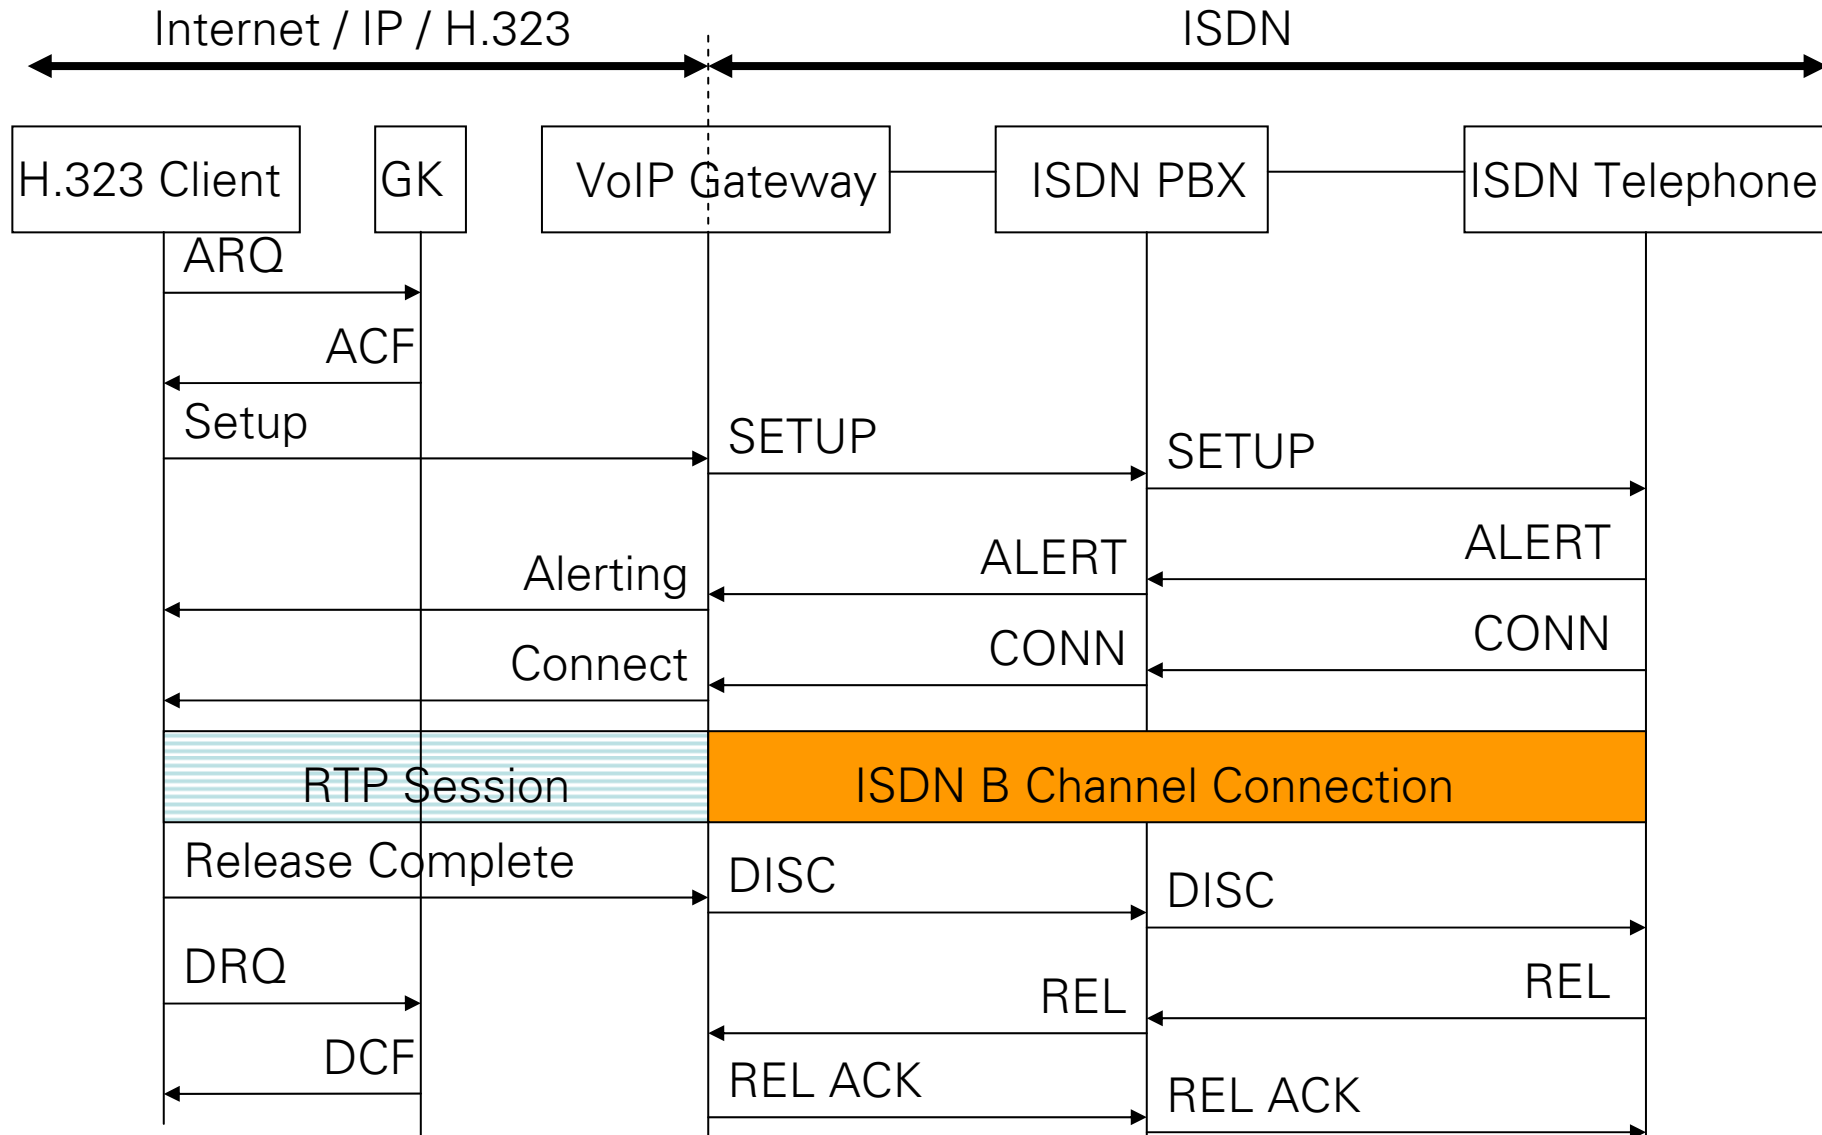 Internet / IP / H.323
ISDN
H.323 Client
GK
VoIP Gateway
ISDN PBX
ISDN Telephone
ARQ
ACF
Setup
SETUP
SETUP
ALERT
ALERT
Alerting
CONN
CONN
Connect
RTP Session
ISDN B Channel Connection
Release Complete
DISC
DISC
DRQ
REL
REL
DCF
REL ACK
REL ACK